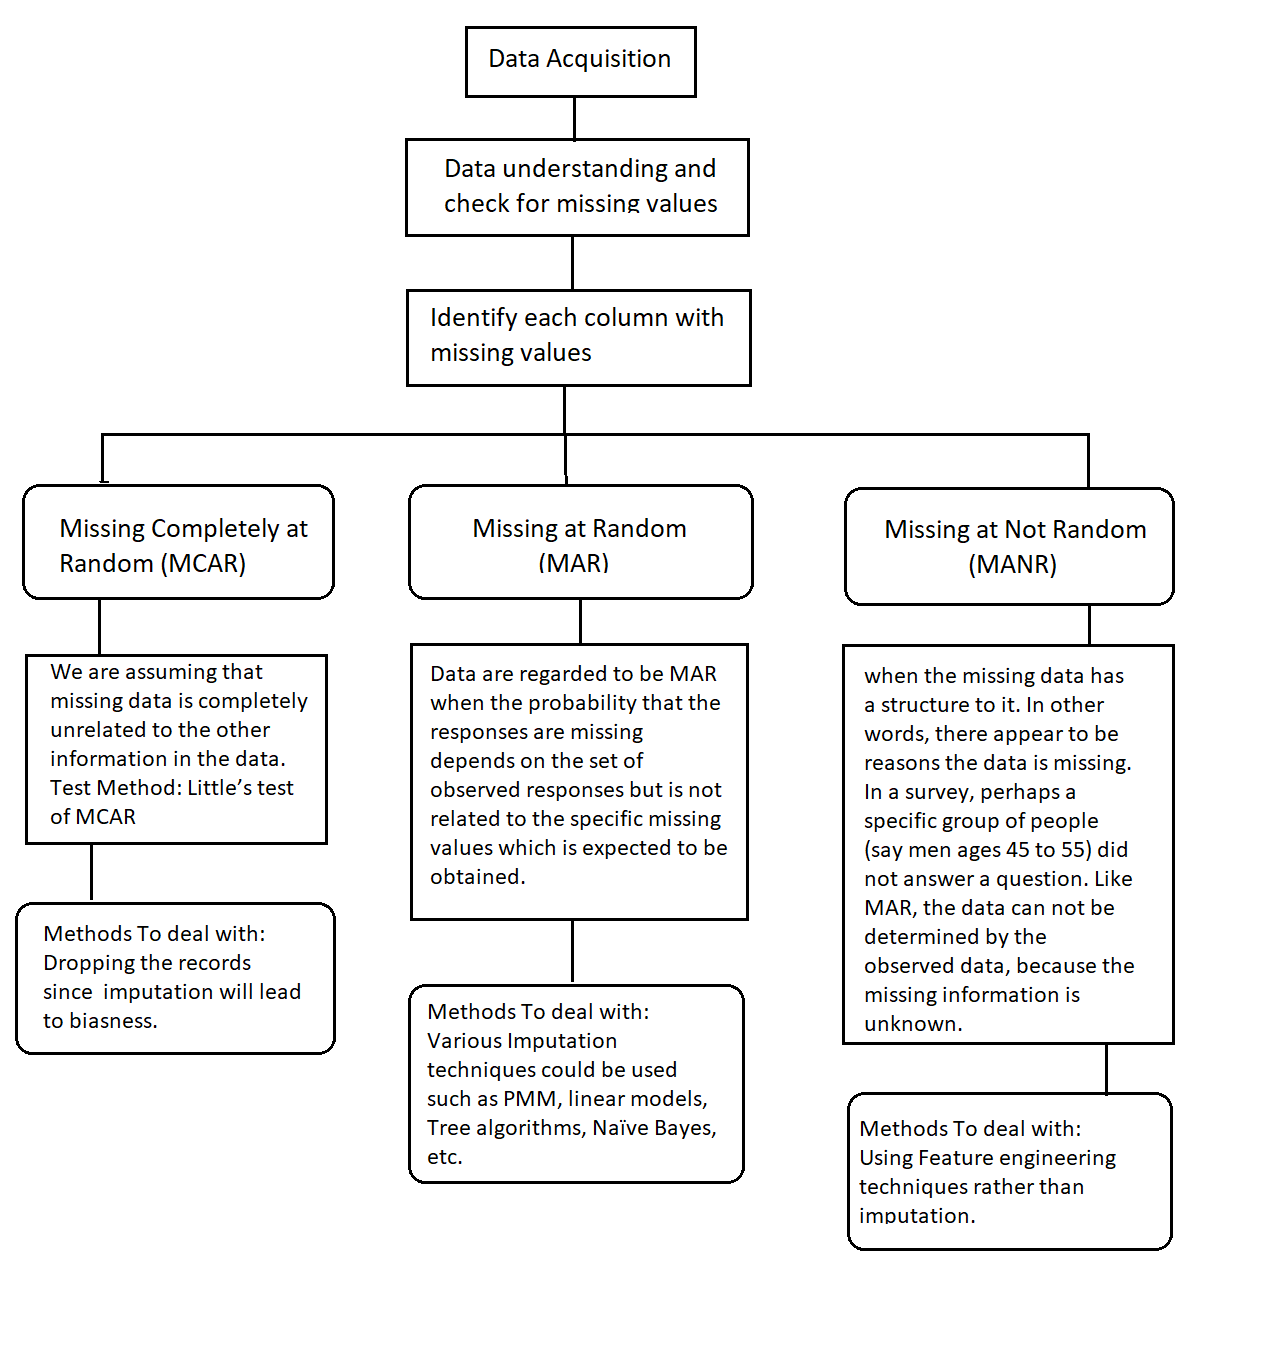 Data Acquisition
Data understanding and
check for missing values
Identify each column with
missing values
Missing Completely at
Random (MCAR)
Missing at Random
(MAR)
Missing at Not Random
(MANR)
We are assuming that
missing data is completely
unrelated to the other
information in the data.
Test Method: Little’s test
of MCAR
Data are regarded to be MAR
when the probability that the
responses are missing
depends on the set of
observed responses but is not
related to the specific missing
values which is expected to be
obtained.
when the missing data has
a structure to it. In other
words, there appear to be
reasons the data is missing.
In a survey, perhaps a
specific group of people
(say men ages 45 to 55) did
not answer a question. Like
MAR, the data can not be
determined by the
observed data, because the
missing information is
unknown.
Methods To deal with:
Dropping the records
since  imputation will lead
to biasness.
Methods To deal with:
Various Imputation
techniques could be used
such as PMM, linear models,
Tree algorithms, Naïve Bayes,
etc.
Methods To deal with:
Using Feature engineering
techniques rather than
imputation.